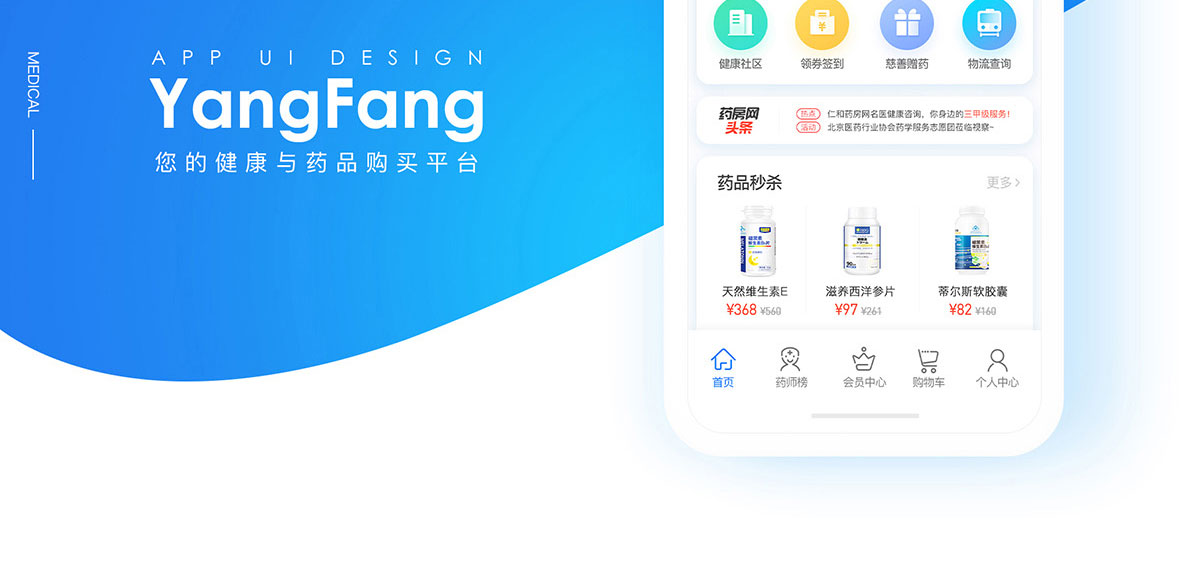 MEDICAL
APP UI DESIGN
YangFang
您的健康与药品购买平台
健康社区 领券签到 慈善赠药 物流查询
药房网
头条
热点 仁和药房网名医健康咨询，你身边的三甲级服务！
活动 北京医药行业协会药学服务志愿团莅临视察~
药品秒杀 更多
天然维生素E 滋养西洋参片 蒂尔斯软胶囊
¥368 ¥560 ¥97 ¥261 ¥82 ¥160
首页 药师榜 会员中心 购物车 个人中心